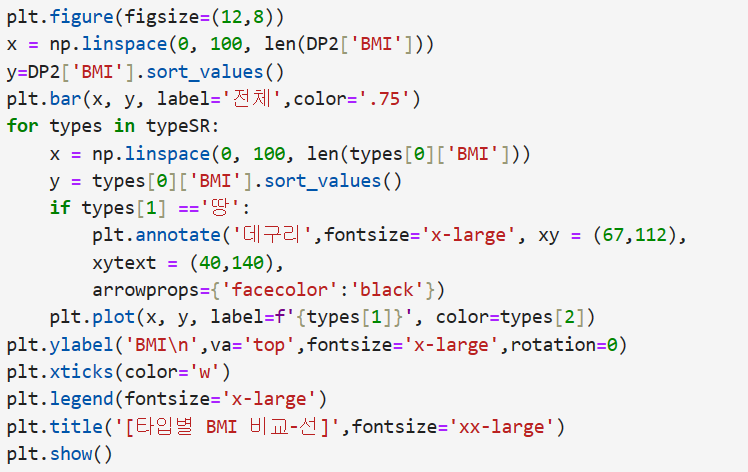 plt.figure(figsize=(12,8))
x = np.linspace(0, 100, len(DP2['BMI']))
y=DP2['BMI'].sort_values()
plt.bar(x, y, label='전체',color='.75')
for types in typeSR:
    x = np.linspace(0, 100, len(types[0]['BMI']))
    y = types[0]['BMI'].sort_values()
    if types[1] =='땅':
        plt.annotate('데구리',fontsize='x-large', xy = (67,112),
        xytext = (40,140),
        arrowprops={'facecolor':'black'})
    plt.plot(x, y, label=f'{types[1]}', color=types[2])
plt.ylabel('BMI\n',va='top',fontsize='x-large',rotation=0)
plt.xticks(color='w')
plt.legend(fontsize='x-large')
plt.title('[타입별 BMI 비교-선]',fontsize='xx-large')
plt.show()